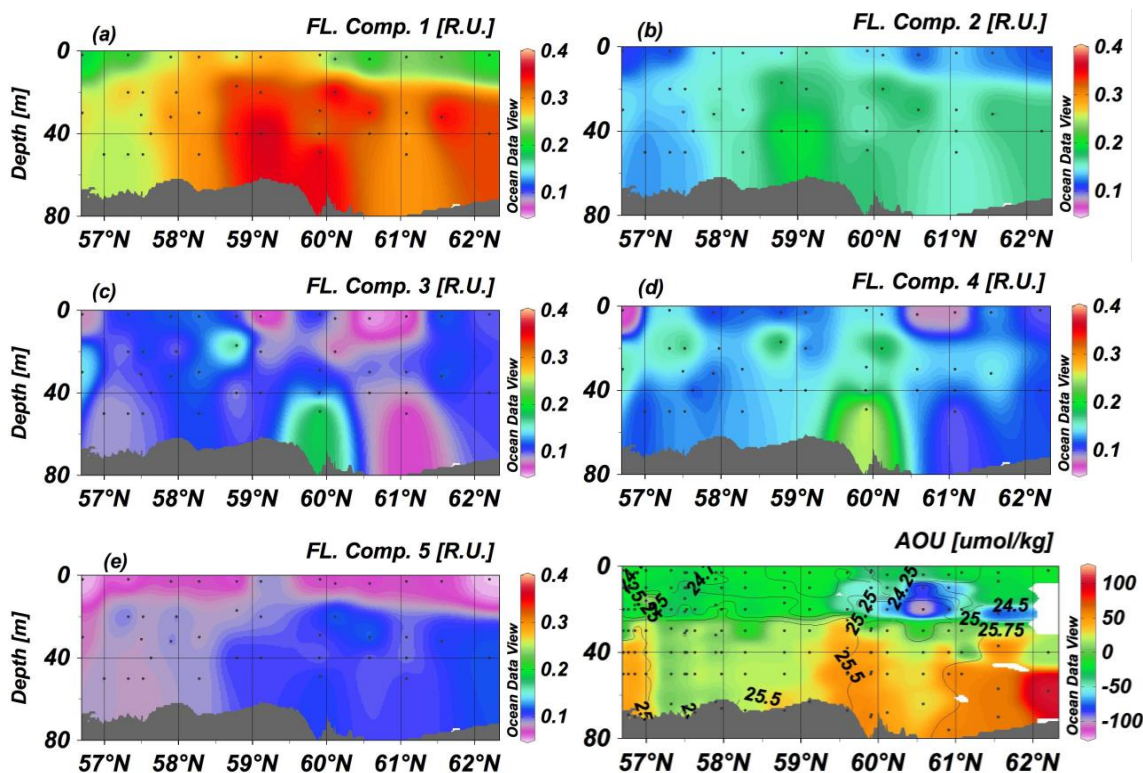 (a) FL. Comp. 1 [R.U.]
0
40
80
Depth [m]
57°N 58°N 59°N 60°N 61°N 62°N
Ocean Data View
0.4
0.3
0.2
0.1
(b) FL. Comp. 2 [R.U.]
0
40
80
57°N 58°N 59°N 60°N 61°N 62°N
Ocean Data View
0.4
0.3
0.2
0.1
(c) FL. Comp. 3 [R.U.]
0
40
80
Depth [m]
57°N 58°N 59°N 60°N 61°N 62°N
Ocean Data View
0.4
0.3
0.2
0.1
(d) FL. Comp. 4 [R.U.]
0
40
80
57°N 58°N 59°N 60°N 61°N 62°N
Ocean Data View
0.4
0.3
0.2
0.1
(e) FL. Comp. 5 [R.U.]
0
40
80
Depth [m]
57°N 58°N 59°N 60°N 61°N 62°N
Ocean Data View
0.4
0.3
0.2
0.1
AOU [umol/kg]
0
40
80
24.25
25.25
24.5
25
25.75
25.5
25.5
57°N 58°N 59°N 60°N 61°N 62°N
Ocean Data View
100
50
0
-50
-100